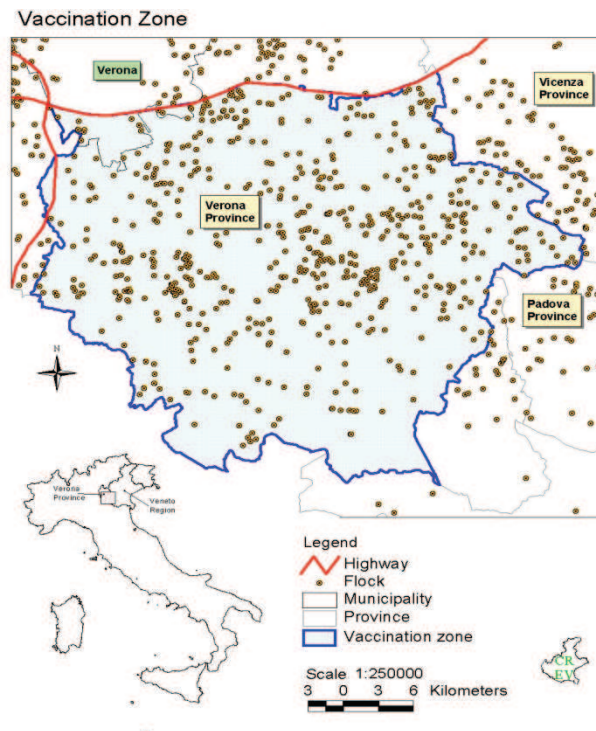 Vaccination Zone
Verona
Vicenza
Province
Verona
Province
Padova
Province
N
Verona
Province
Veneto
Region
Legend
Highway
Flock
Municipality
Province
Vaccination zone
Scale 1:250000
3 0 3 6 Kilometers
CR
EV